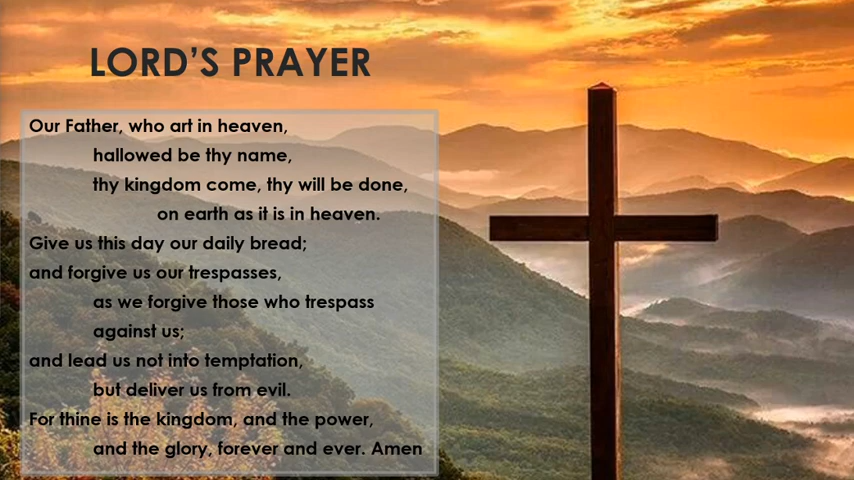 LORD’S PRAYER
Our Father, who art in heaven,
hallowed be thy name,
thy kingdom come, thy will be done,
on earth as it is in heaven.
Give us this day our daily bread;
and forgive us our trespasses,
as we forgive those who trespass
against us;
and lead us not into temptation,
but deliver us from evil.
For thine is the kingdom, and the power,
and the glory, forever and ever. Amen